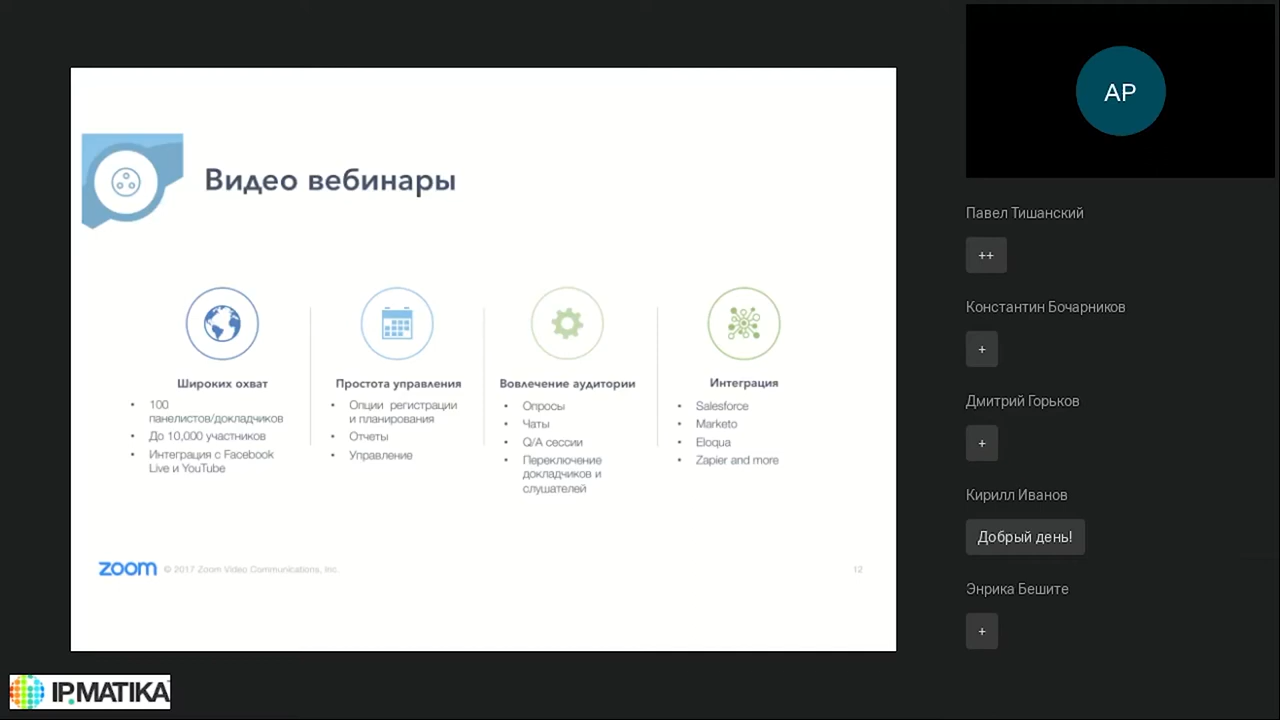 Видео вебинары
Широких охват
• 100
панелистов/докладчиков
• До 10,000 участников
• Интеграция с Facebook
Live и YouTube
Простота управления
• Опции регистрации
и планирования
• Отчеты
• Управление
Вовлечение аудитории
• Опросы
• Чаты
• Q/A сессии
• Переключение
докладчиков и
слушателей
Интеграция
• Salesforce
• Marketo
• Eloqua
• Zapier and more
zoom © 2017 Zoom Video Communications, Inc.
12
IPMATIKA
AP
Павел Тишанский
++
Константин Бочарников
+
Дмитрий Горьков
+
Кирилл Иванов
Добрый день!
Энрика Бешите
+